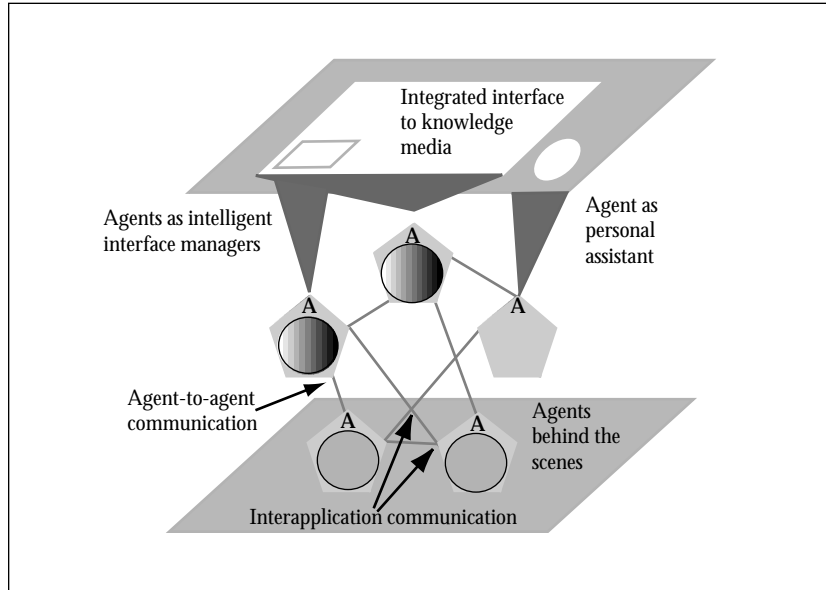 Integrated interface
to knowledge
media
Agents as intelligent
interface managers
Agent as
personal
assistant
A
A
A
Agent-to-agent
communication
A
A
Agents
behind the
scenes
Interapplication communication